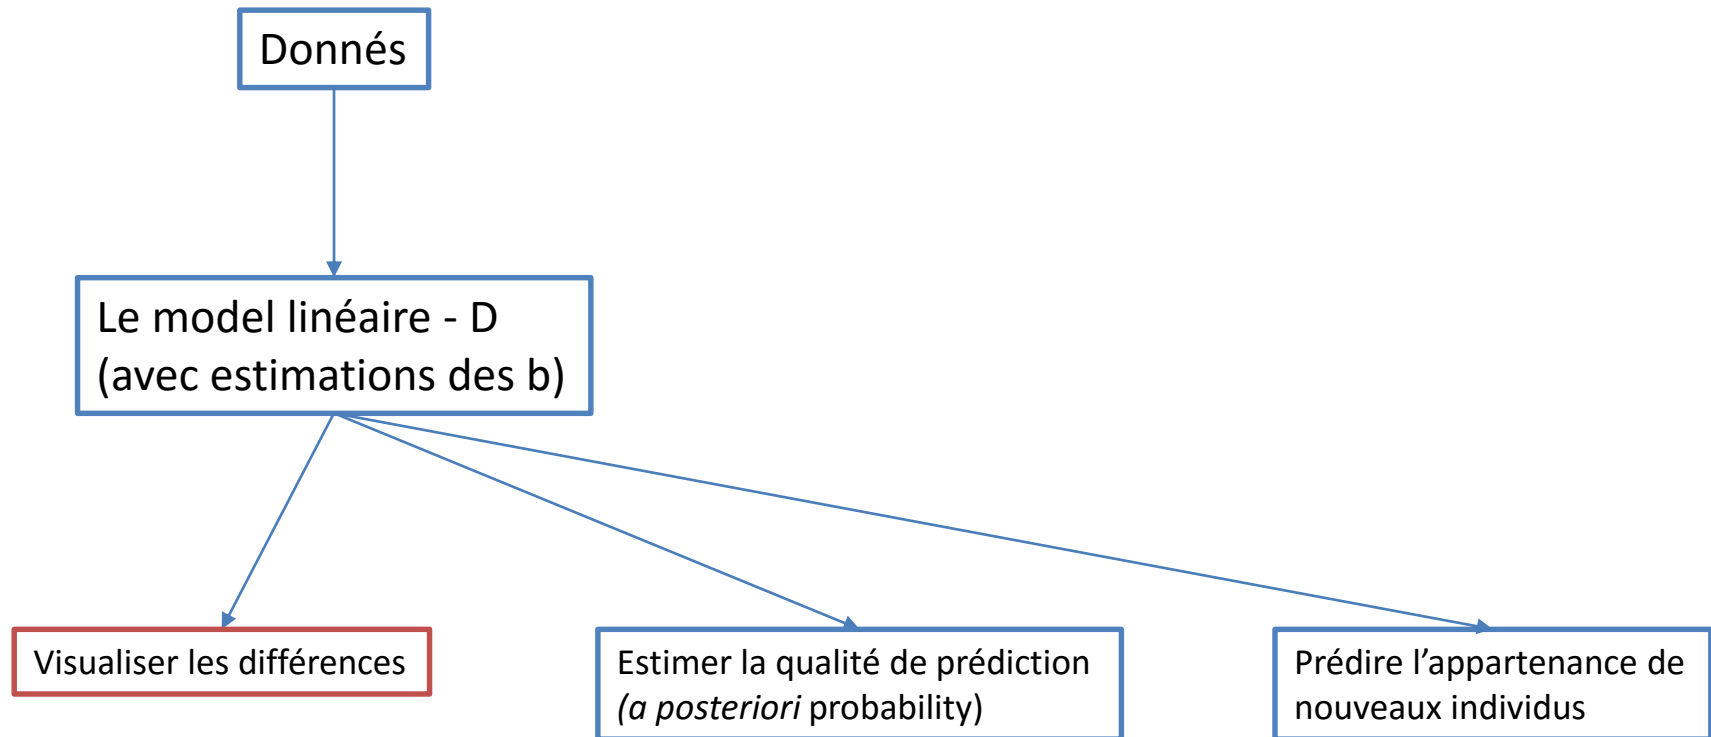 Donnés
Le model linéaire - D
(avec estimations des b)
Visualiser les différences
Estimer la qualité de prédiction
(a posteriori probability)
Prédire l’appartenance de
nouveaux individus